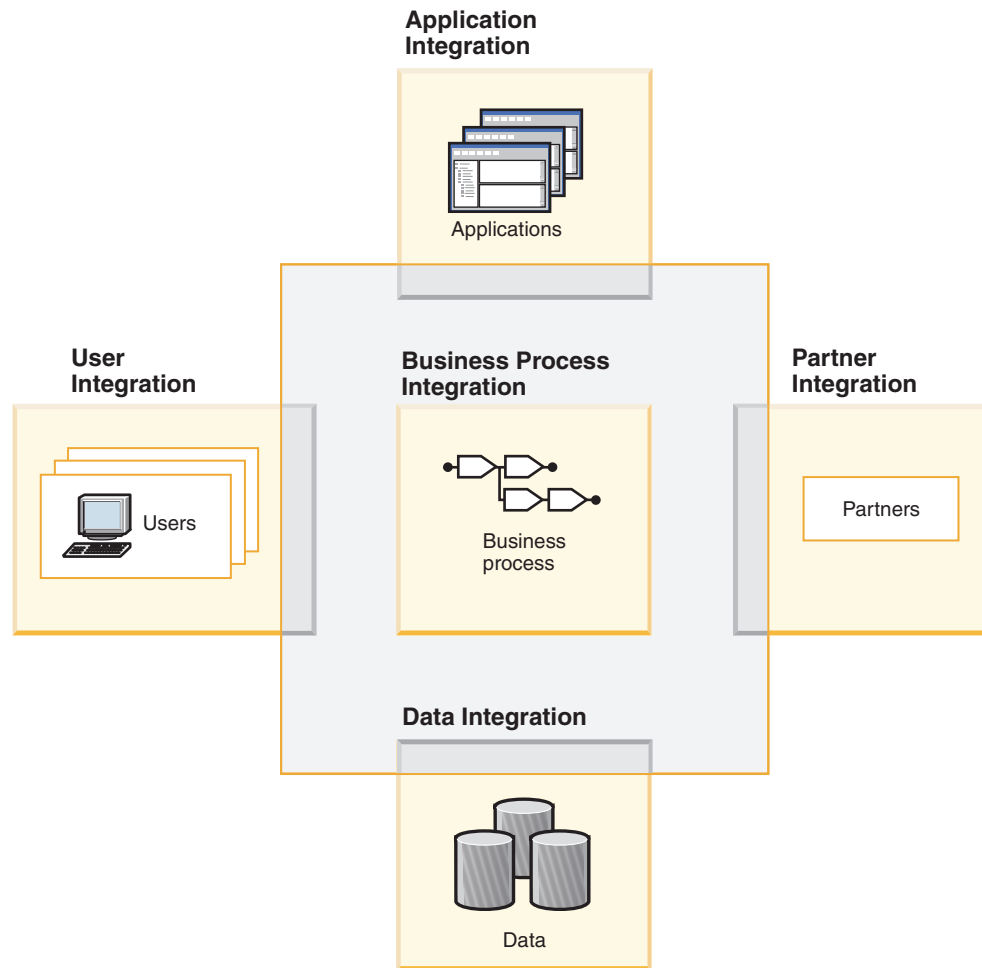 Application
Integration
Applications
User
Integration
Users
Business Process
Integration
Business
process
Partner
Integration
Partners
Data Integration
Data